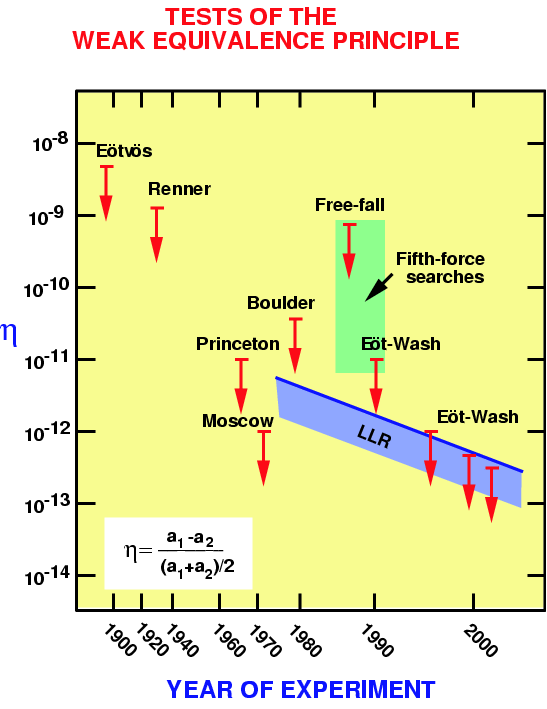 TESTS OF THE
WEAK EQUIVALENCE PRINCIPLE
10-8
Eötvös
Renner
10-9
Free-fall
Fifth-force
searches
10-10
Boulder
η
Princeton
Eöt-Wash
10-11
Moscow
Eöt-Wash
10-12
LLR
10-13
η= a1-a2
(a1+a2)/2
10-14
1900
1920
1940
1960
1970
1980
1990
2000
YEAR OF EXPERIMENT